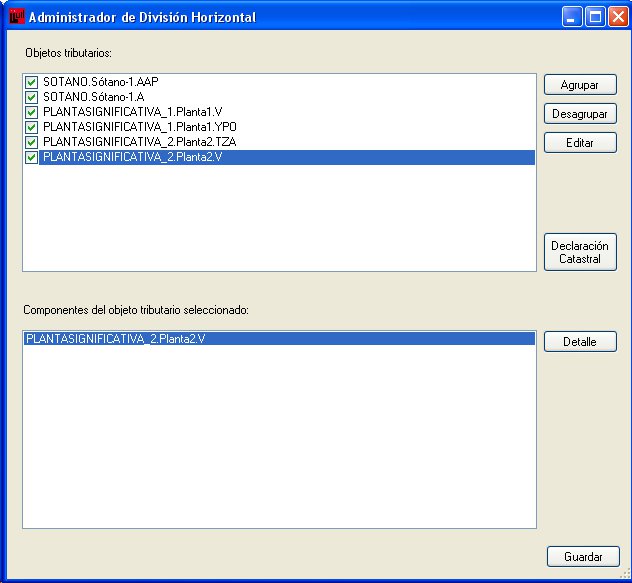 Administrador de División Horizontal
Objetos tributarios:
SOTANO.Sótano-1.AAP
SOTANO.Sótano-1.A
PLANTASIGNIFICATIVA_1.Planta1.V
PLANTASIGNIFICATIVA_1.Planta1.YPO
PLANTASIGNIFICATIVA_2.Planta2.TZA
PLANTASIGNIFICATIVA_2.Planta2.V
Agrupar
Desagrupar
Editar
Declaración
Catastral
Componentes del objeto tributario seleccionado:
PLANTASIGNIFICATIVA_2.Planta2.V
Detalle
Guardar